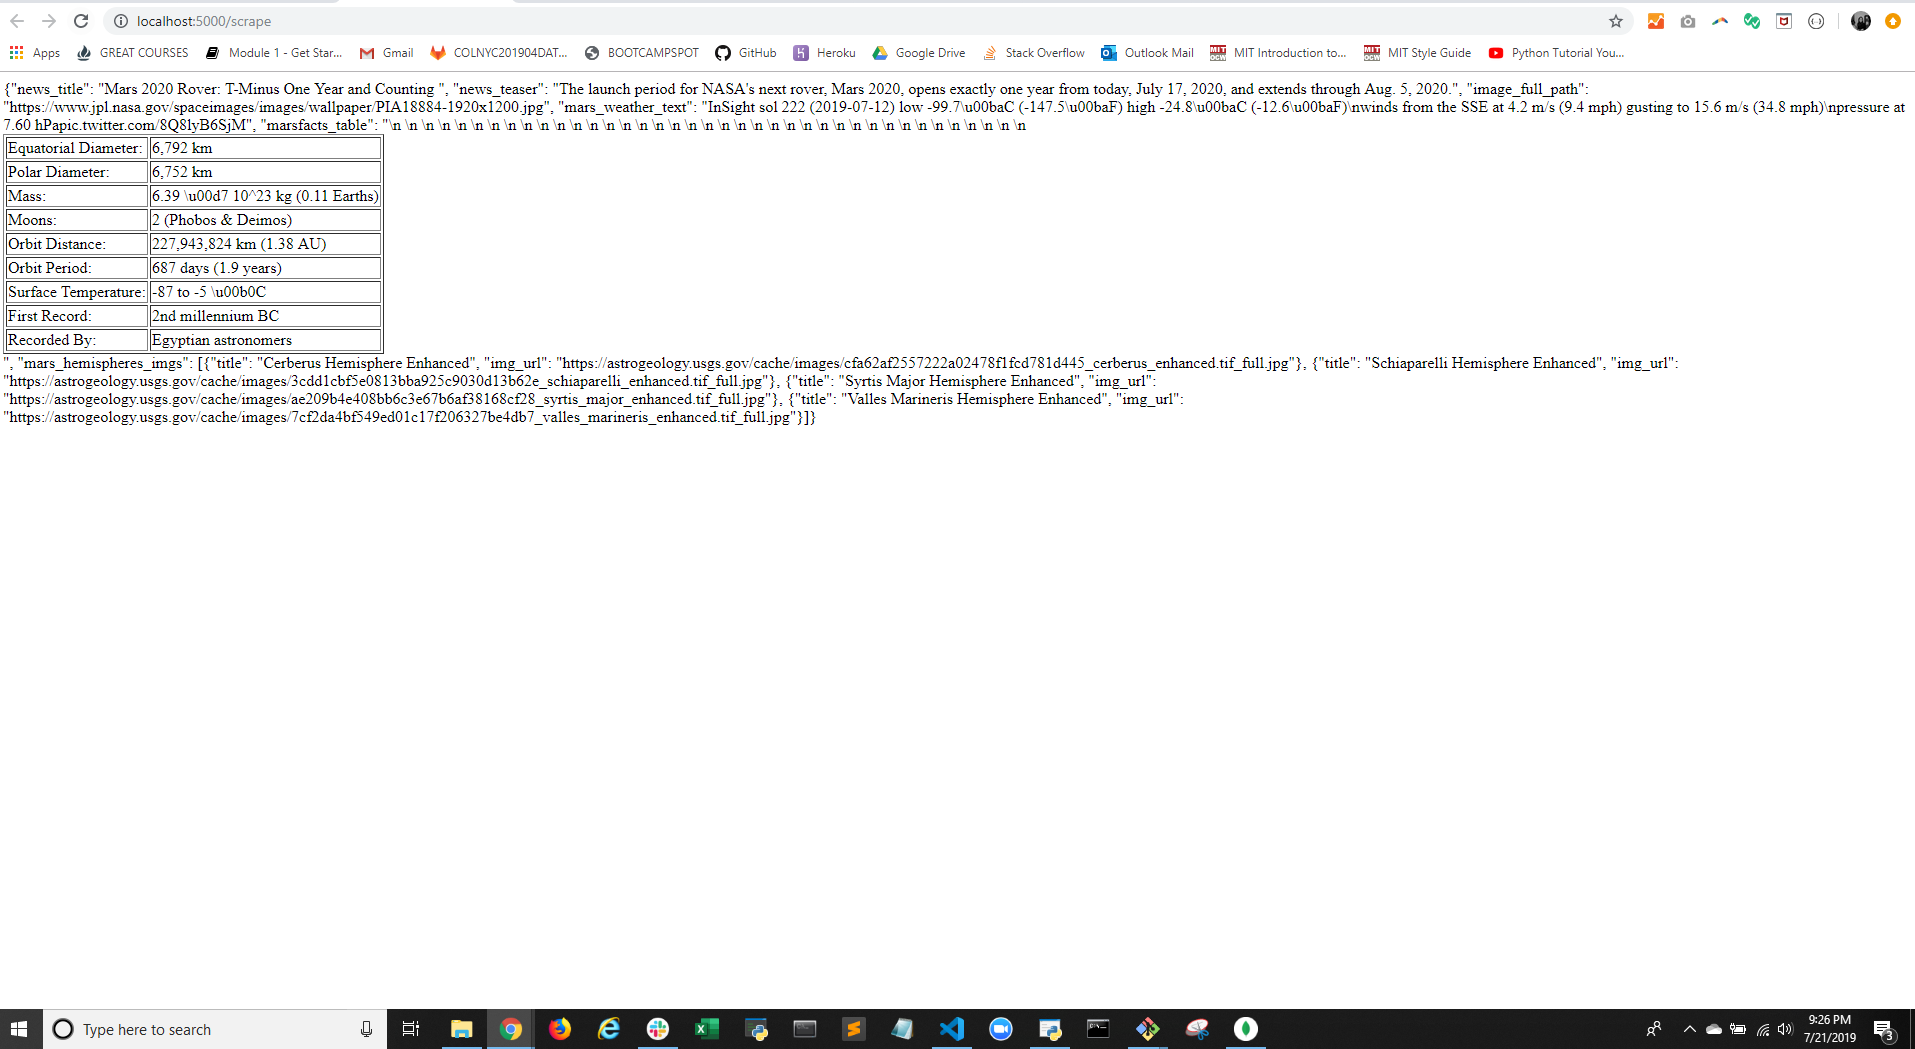 localhost:5000/scrape
Apps GREAT COURSES Module 1 - Get Star... Gmail COLNYC201904DAT... BOOTCAMPSPOT GitHub Heroku Google Drive Stack Overflow Outlook Mail MIT Introduction to... MIT Style Guide Python Tutorial You...
{"news_title": "Mars 2020 Rover: T-Minus One Year and Counting ", "news_teaser": "The launch period for NASA's next rover, Mars 2020, opens exactly one year from today, July 17, 2020, and extends through Aug. 5, 2020.", "image_full_path":
"https://www.jpl.nasa.gov/spaceimages/images/wallpaper/PIA18884-1920x1200.jpg", "mars_weather_text": "InSight sol 222 (2019-07-12) low -99.7\u00baC (-147.5\u00baF) high -24.8\u00baC (-12.6\u00baF)\nwinds from the SSE at 4.2 m/s (9.4 mph) gusting to 15.6 m/s (34.8 mph)\npressure at
7.60 hPapic.twitter.com/8Q8lyB6SjM", "marsfacts_table": "\n \n \n \n \n \n \n \n \n \n \n \n \n \n \n \n \n \n \n \n \n \n \n \n \n \n \n \n \n \n \n \n \n \n \n \n \n \n \n
Equatorial Diameter: 6,792 km
Polar Diameter: 6,752 km
Mass: 6.39 \u00d7 10^23 kg (0.11 Earths)
Moons: 2 (Phobos & Deimos)
Orbit Distance: 227,943,824 km (1.38 AU)
Orbit Period: 687 days (1.9 years)
Surface Temperature: -87 to -5 \u00b0C
First Record: 2nd millennium BC
Recorded By: Egyptian astronomers
", "mars_hemispheres_imgs": [{"title": "Cerberus Hemisphere Enhanced", "img_url": "https://astrogeology.usgs.gov/cache/images/cfa62af2557222a02478f1fcd781d445_cerberus_enhanced.tif_full.jpg"}, {"title": "Schiaparelli Hemisphere Enhanced", "img_url":
"https://astrogeology.usgs.gov/cache/images/3cdd1cbf5e0813bba925c9030d13b62e_schiaparelli_enhanced.tif_full.jpg"}, {"title": "Syrtis Major Hemisphere Enhanced", "img_url":
"https://astrogeology.usgs.gov/cache/images/ae209b4e408bb6c3e67b6af38168cf28_syrtis_major_enhanced.tif_full.jpg"}, {"title": "Valles Marineris Hemisphere Enhanced", "img_url":
"https://astrogeology.usgs.gov/cache/images/7cf2da4bf549ed01c17f206327be4db7_valles_marineris_enhanced.tif_full.jpg"}]}
Type here to search
9:26 PM
7/21/2019
3